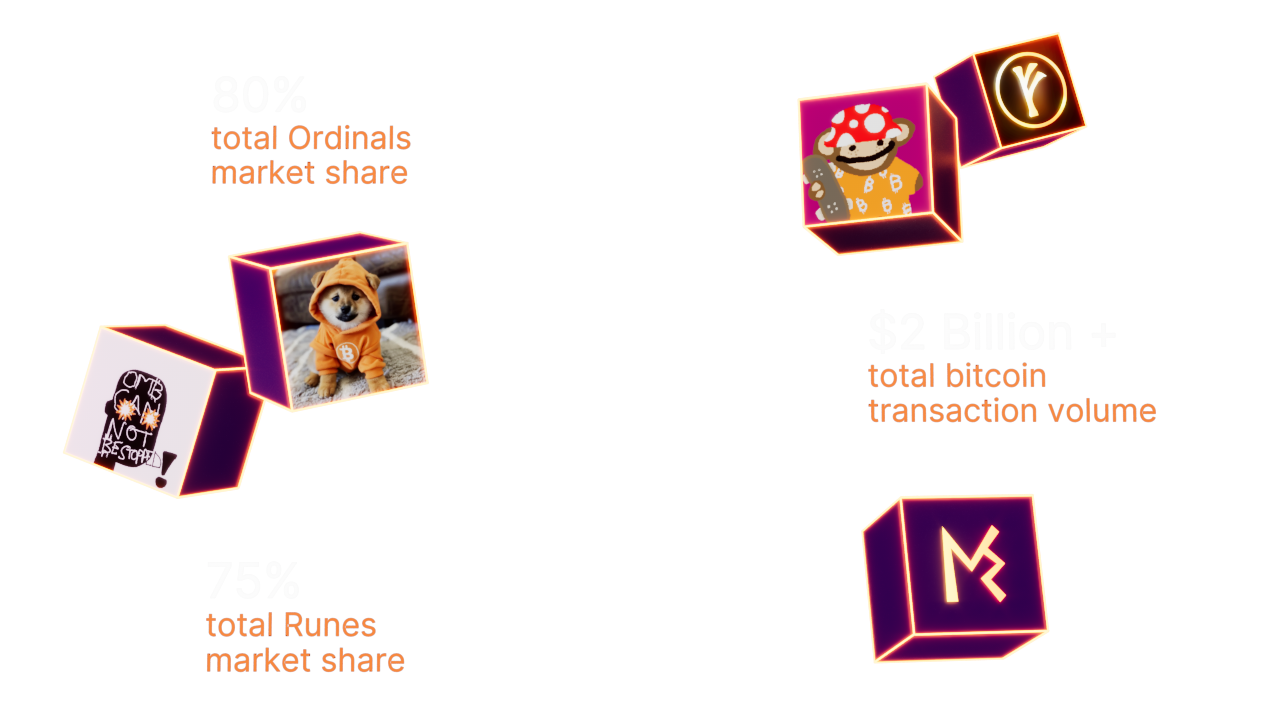 80%
total Ordinals
market share
OMB
CAN
NOT
BE STOPPED!
$2 Billion +
total bitcoin
transaction volume
75%
total Runes
market share